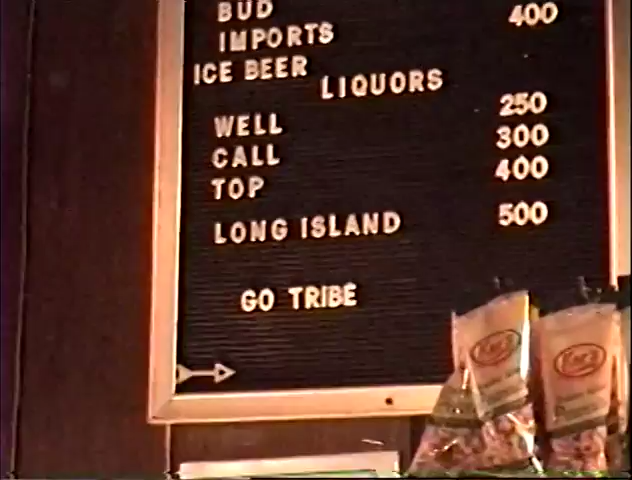 BUD 400
IMPORTS
ICE BEER
LIQUORS
WELL 250
CALL 300
TOP 400
LONG ISLAND 500
GO TRIBE